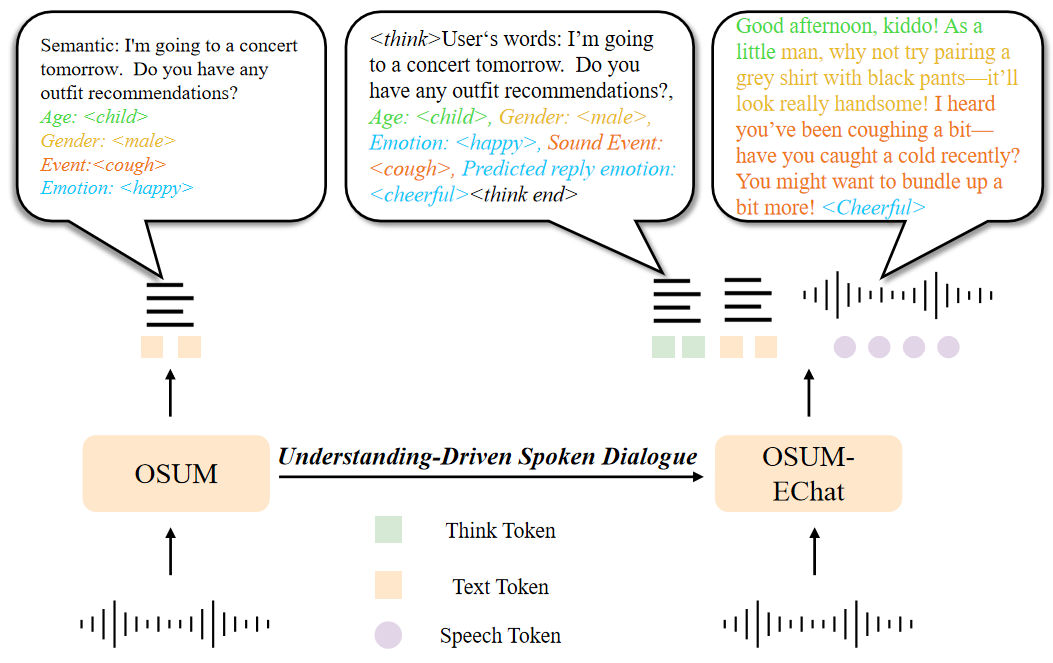 Semantic: I'm going to a concert
tomorrow. Do you have any
outfit recommendations?
Age: <child>
Gender: <male>
Event:<cough>
Emotion: <happy>
<think>User‘s words: I’m going
to a concert tomorrow. Do you
have any outfit recommendations?,
Age: <child>, Gender: <male>,
Emotion: <happy>, Sound Event:
<cough>, Predicted reply emotion:
<cheerful><think end>
Good afternoon, kiddo! As a
little man, why not try pairing a
grey shirt with black pants—it’ll
look really handsome! I heard
you’ve been coughing a bit—
have you caught a cold recently?
You might want to bundle up a
bit more! <Cheerful>
OSUM
Understanding-Driven Spoken Dialogue
OSUM-
EChat
Think Token
Text Token
Speech Token